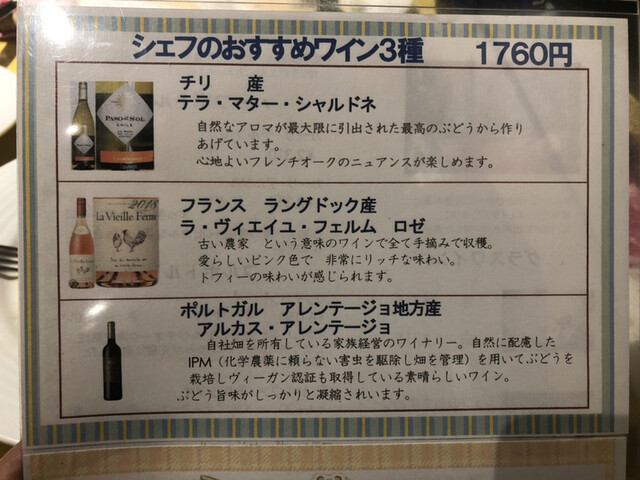 シェフのおすすめワイン3種　1760円
チリ　産
テラ・マター・シャルドネ
自然なアロマが最大限に引出された最高のぶどうから作り
あげています。
心地よいフレンチオークのニュアンスが楽しめます。
PASO del SOL
CHILE
フランス　ラングドック産
ラ・ヴィエイユ・フェルム　ロゼ
古い農家　という意味のワインで全て手摘みで収穫。
愛らしいピンク色で　非常にリッチな味わい。
トフィーの味わいが感じられます。
2018
La Vieille Ferme
ポルトガル　アレンテージョ地方産
アルカス・アレンテージョ
自社畑を所有している家族経営のワイナリー。自然に配慮した
IPM（化学農薬に頼らない害虫を駆除し畑を管理）を用いてぶどうを
栽培しヴィーガン認証も取得している素晴らしいワイン。
ぶどう旨味がしっかりと凝縮されいます。